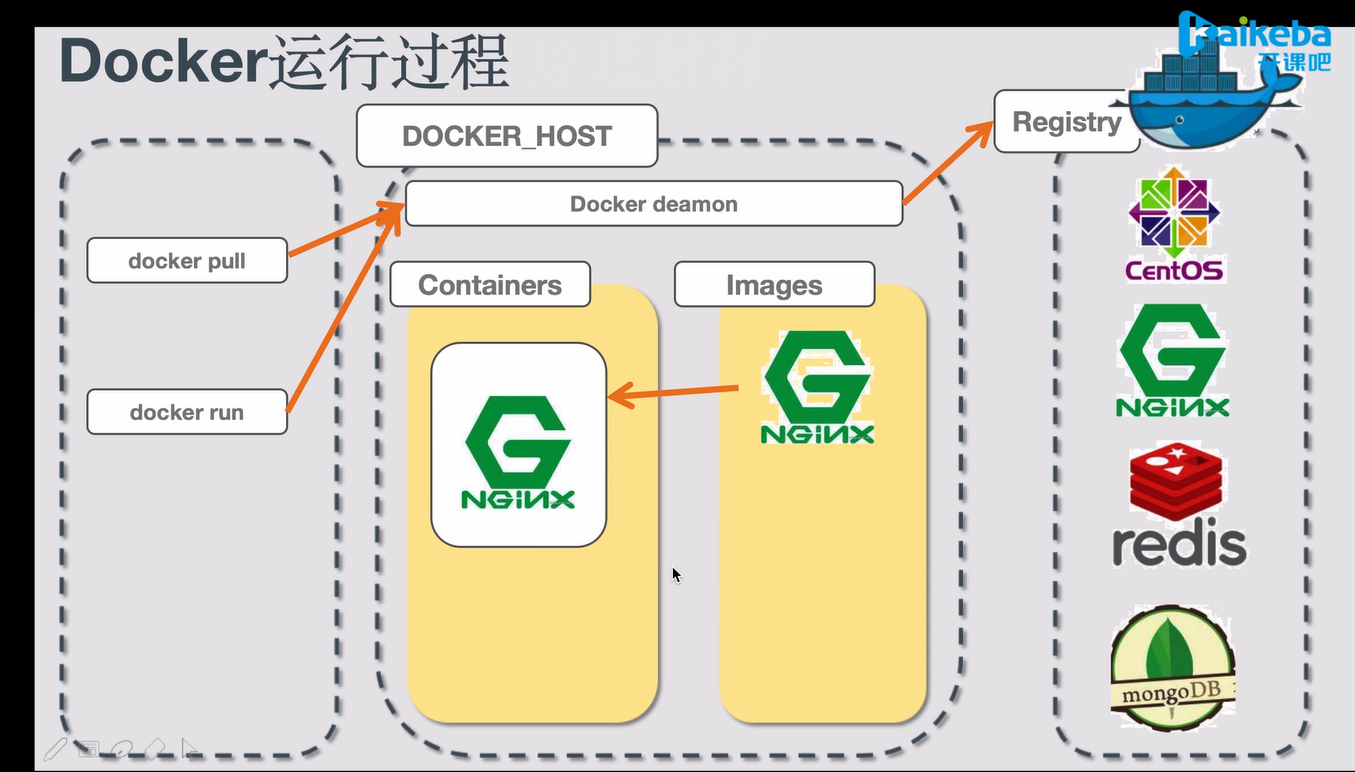 Docker运行过程
Kaikeba
开课吧
DOCKER_HOST
Registry
Docker deamon
docker pull
docker run
Containers
Images
NGiNX
NGiNX
CentOS
NGiNX
redis
mongoDB